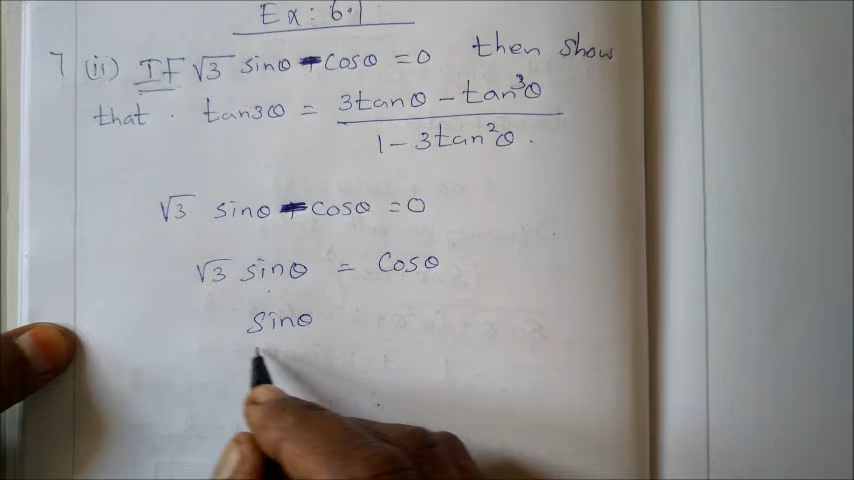 Ex: 6.1
7 (ii) IF √3 sinθ - cosθ = 0 then show
that . tan3θ = (3tanθ - tan³θ) / (1 - 3tan²θ) .
√3 sinθ - cosθ = 0
√3 sinθ = cosθ
sinθ